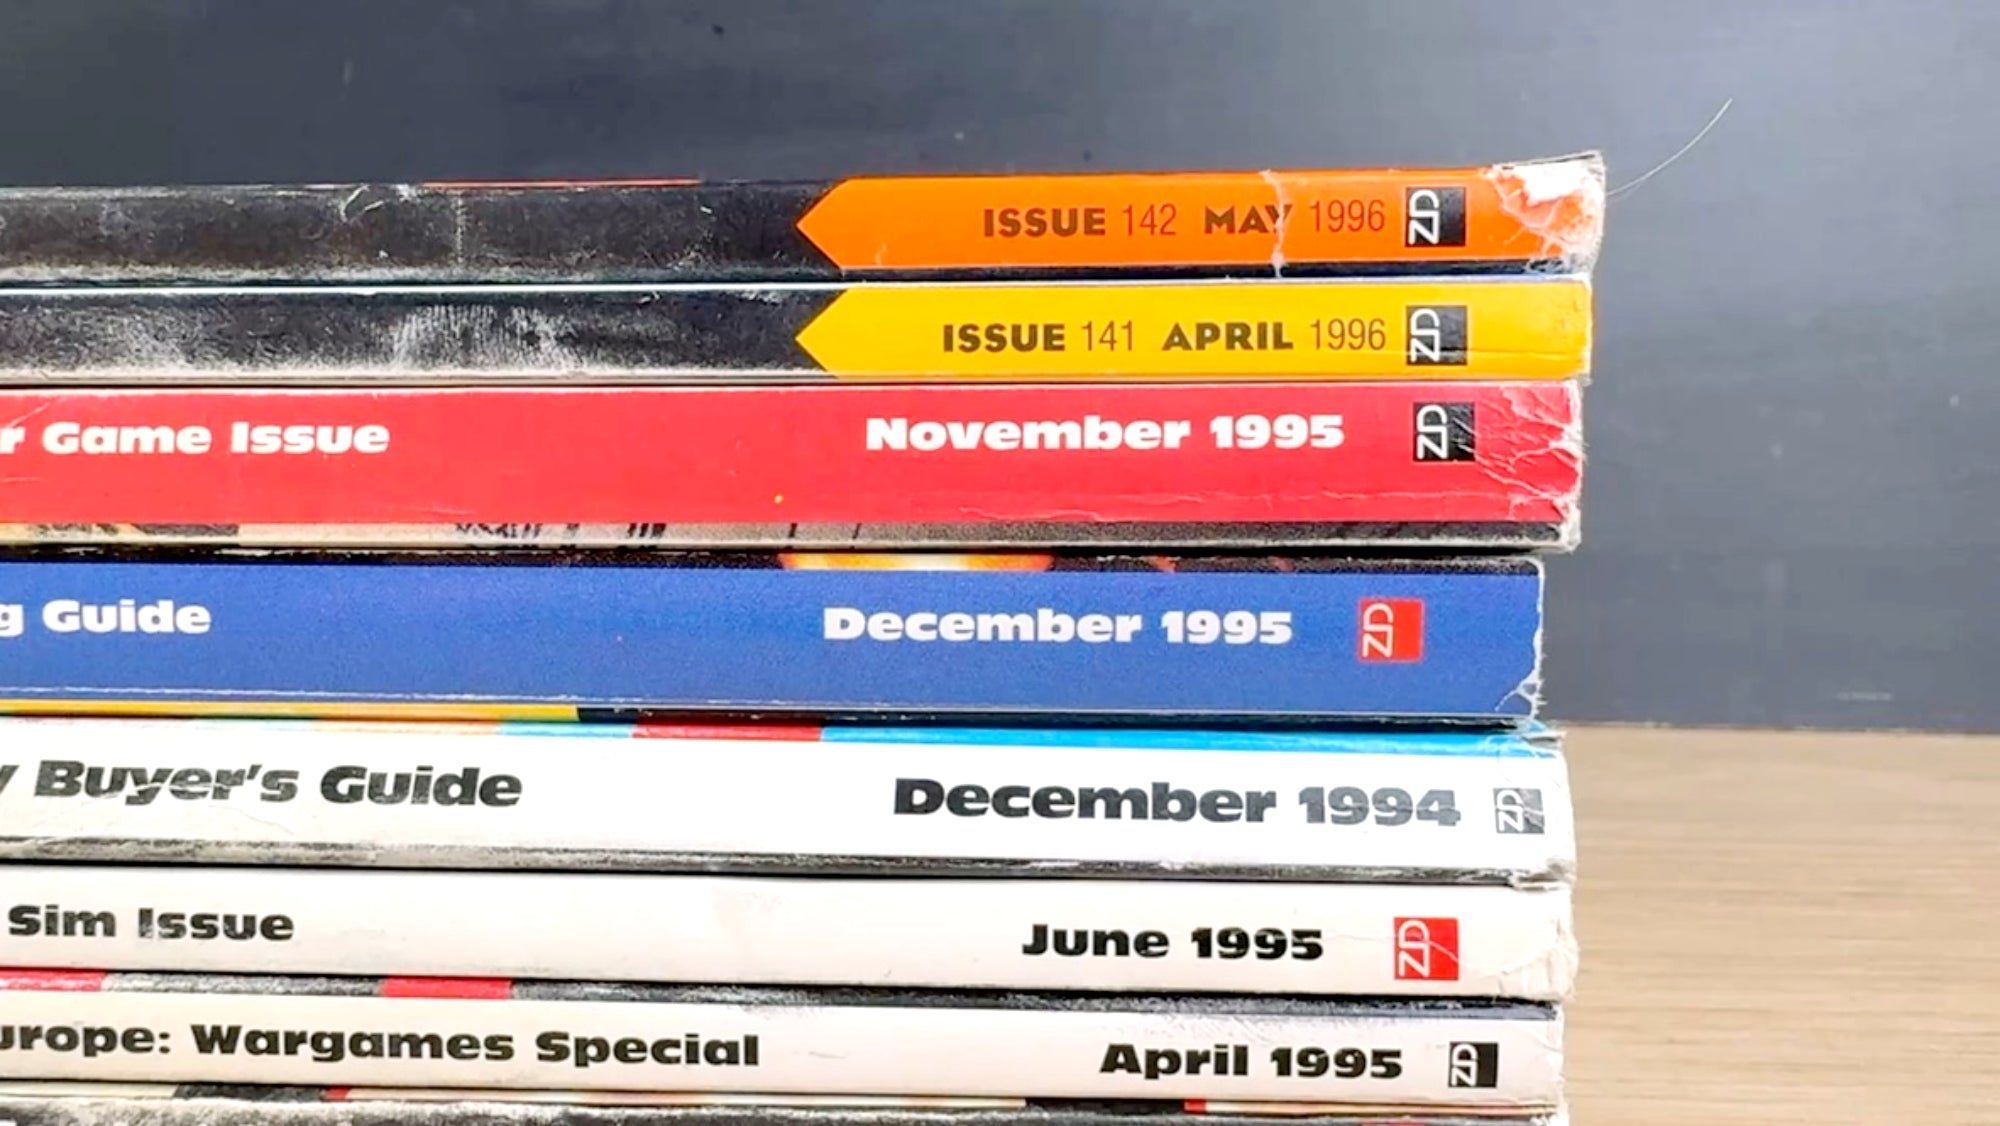 ISSUE 142 MAY 1996 ZD
ISSUE 141 APRIL 1996 ZD
r Game Issue November 1995 ZD
g Guide December 1995 ZD
y Buyer's Guide December 1994 ZD
Sim Issue June 1995 ZD
urope: Wargames Special April 1995 ZD